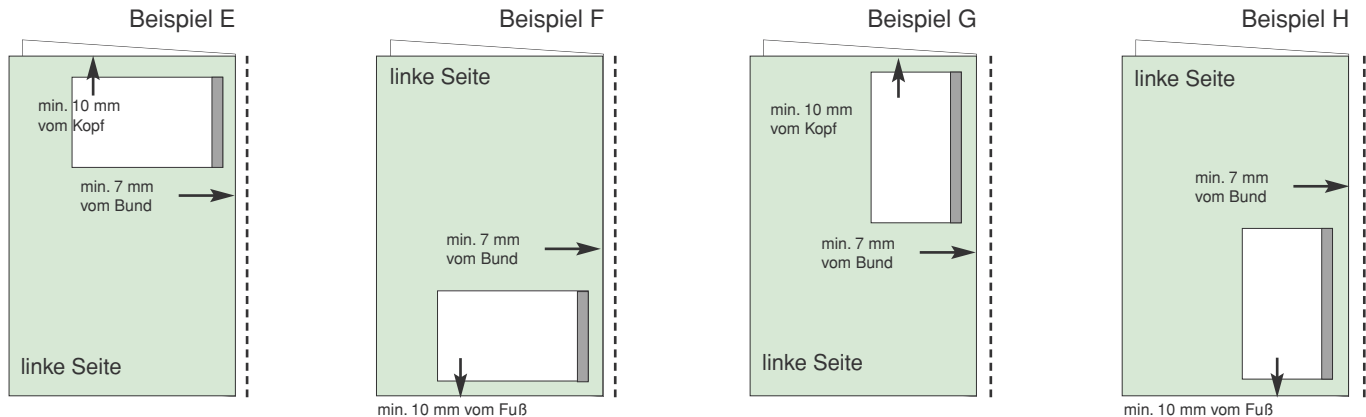 Beispiel E
min. 10 mm
vom Kopf
min. 7 mm
vom Bund
linke Seite
Beispiel F
linke Seite
min. 7 mm
vom Bund
min. 10 mm vom Fuß
Beispiel G
min. 10 mm
vom Kopf
min. 7 mm
vom Bund
linke Seite
Beispiel H
linke Seite
min. 7 mm
vom Bund
min. 10 mm vom Fuß